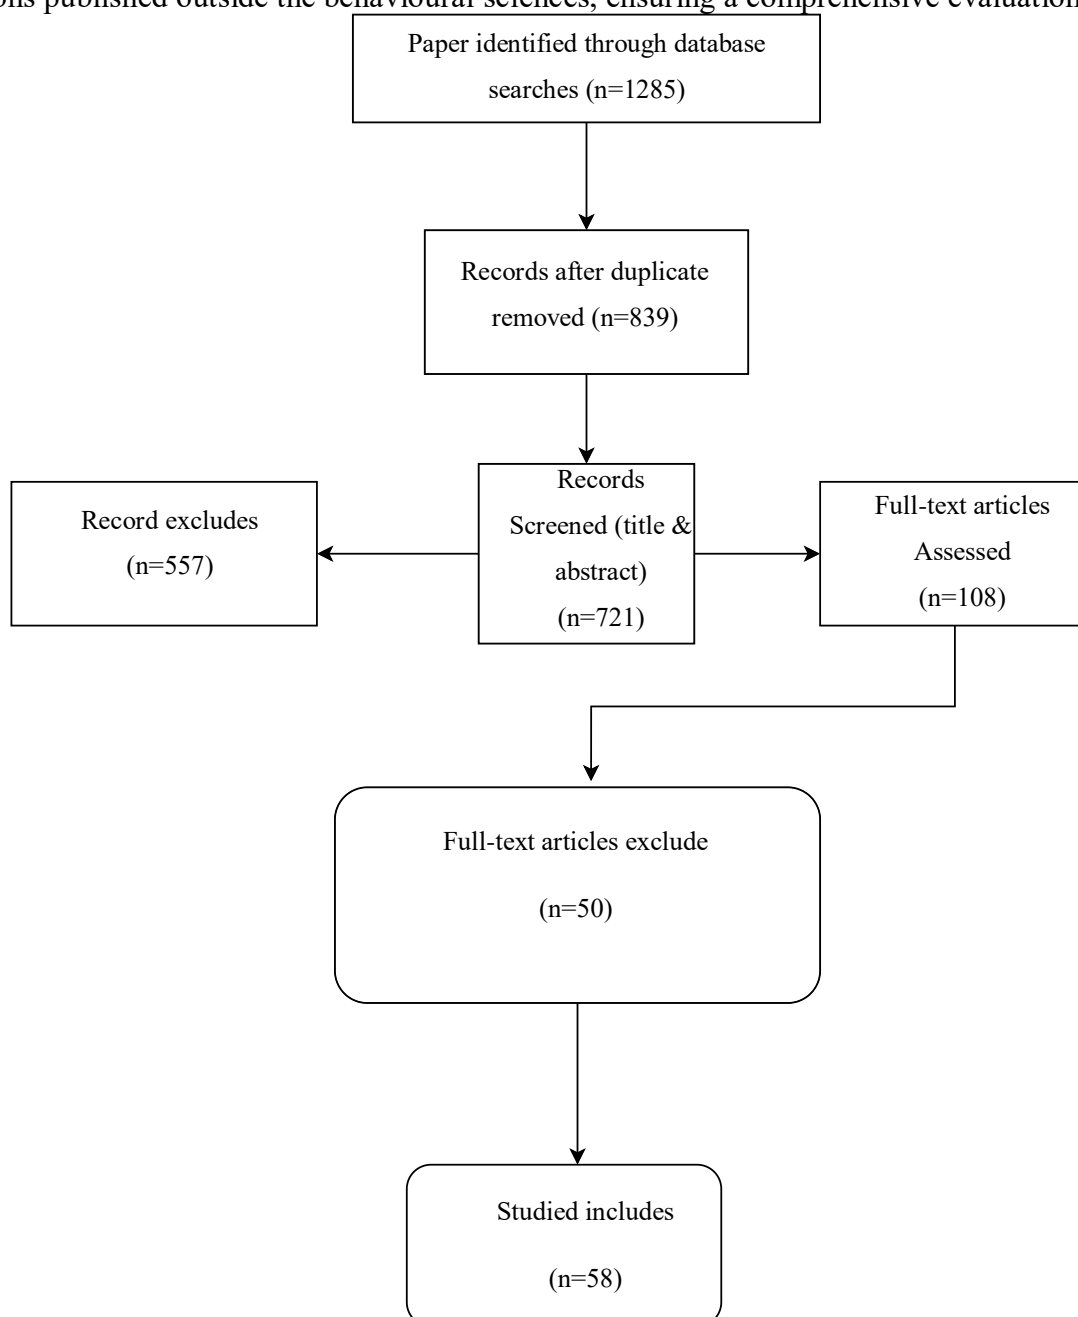 ons published outside the behavioural sciences, ensuring a comprehensive evaluation
Paper identified through database
searches (n=1285)
Records after duplicate
removed (n=839)
Record excludes
(n=557)
Records
Screened (title &
abstract)
(n=721)
Full-text articles
Assessed
(n=108)
Full-text articles exclude
(n=50)
Studied includes
(n=58)